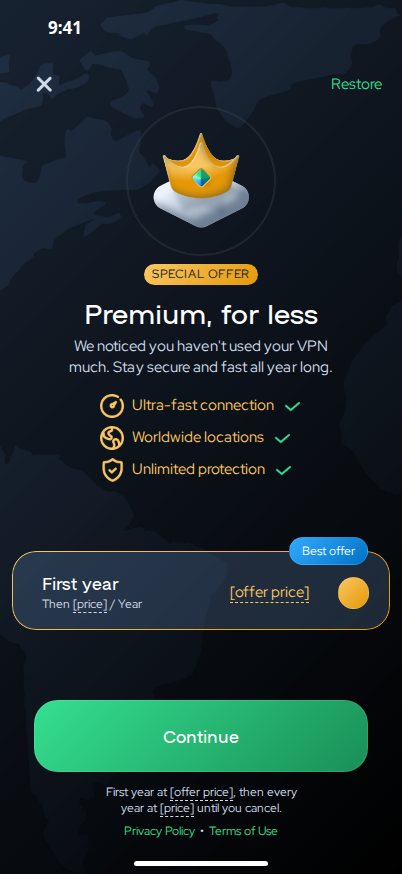 9:41
Restore
SPECIAL OFFER
Premium, for less
We noticed you haven't used your VPN
much. Stay secure and fast all year long.
Ultra-fast connection
Worldwide locations
Unlimited protection
Best offer
First year
Then [price] / Year
[offer price]
Continue
First year at [offer price], then every
year at [price] until you cancel.
Privacy Policy • Terms of Use